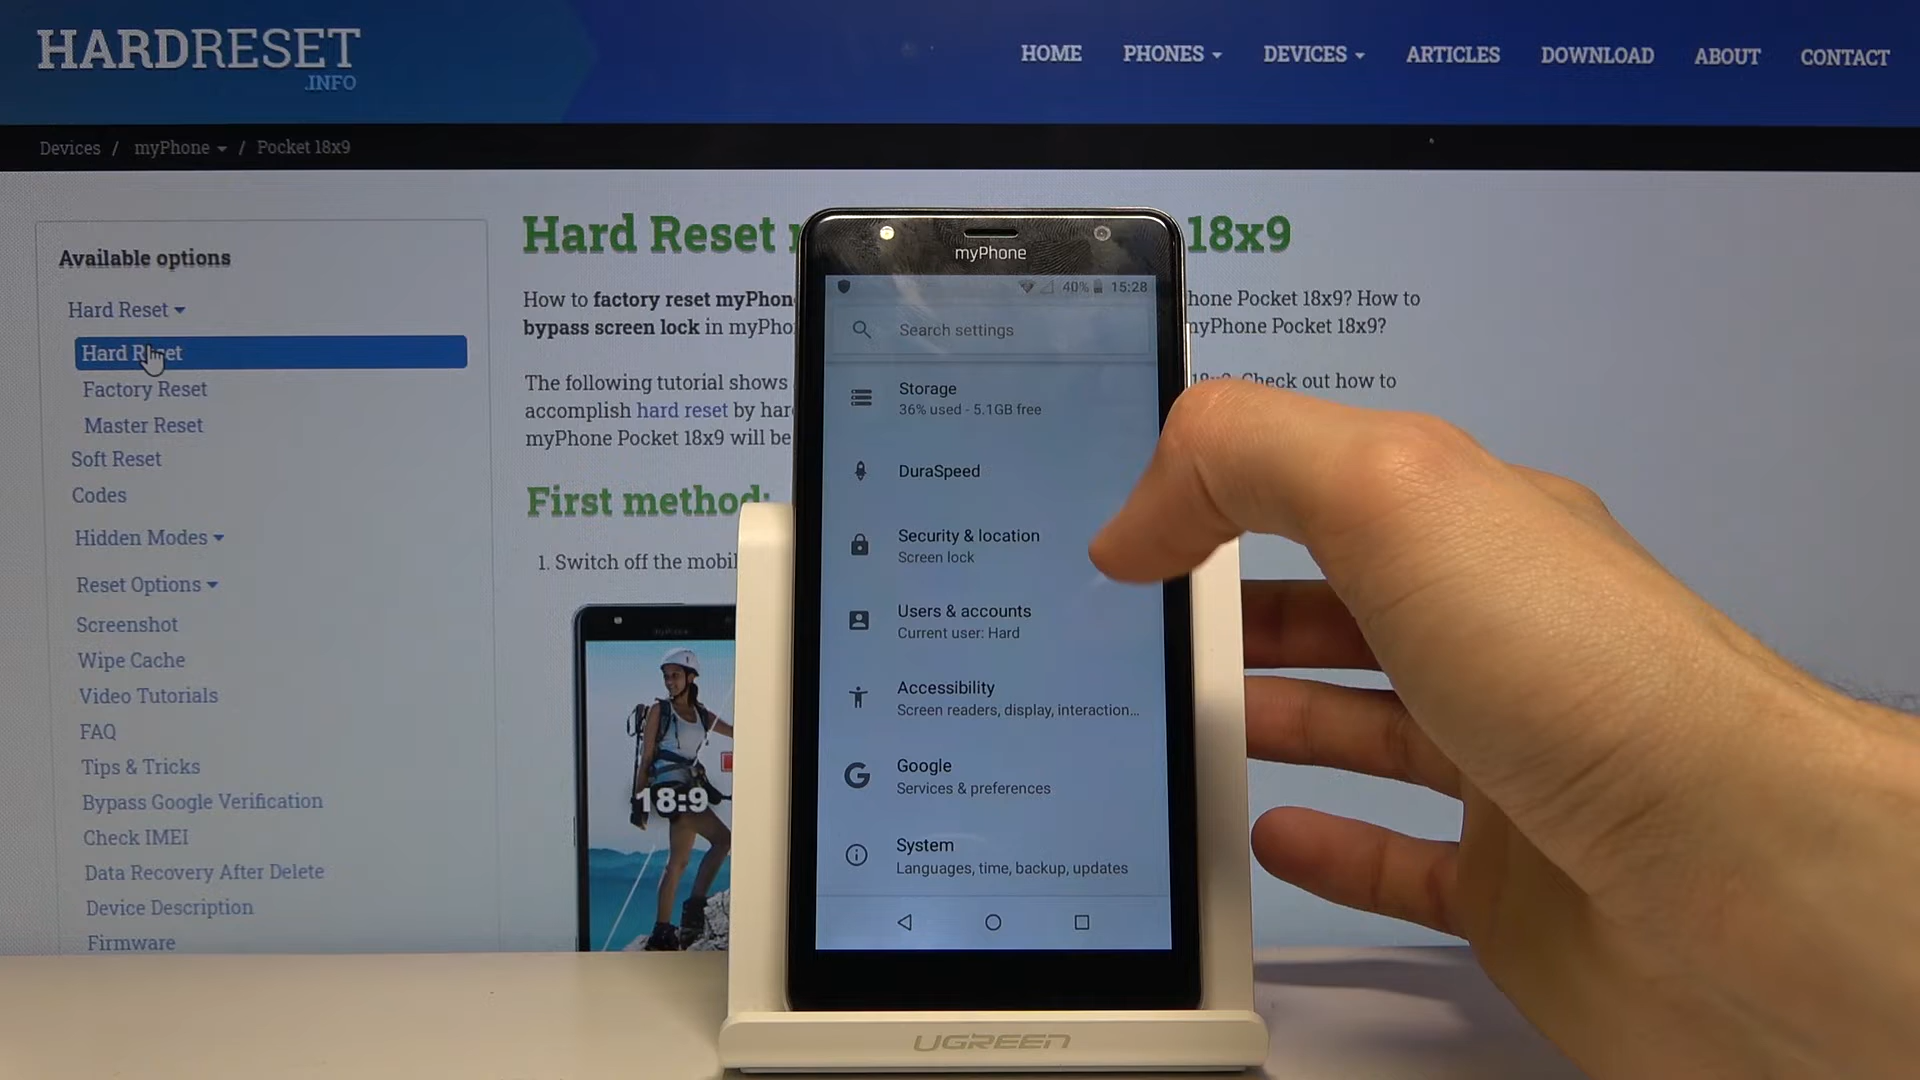 HARDRESET
.INFO
HOME
PHONES
DEVICES
ARTICLES
DOWNLOAD
ABOUT
CONTACT
Devices / myPhone / Pocket 18x9
Available options
Hard Reset
Hard Reset
Factory Reset
Master Reset
Soft Reset
Codes
Hidden Modes
Reset Options
Screenshot
Wipe Cache
Video Tutorials
FAQ
Tips & Tricks
Bypass Google Verification
Check IMEI
Data Recovery After Delete
Device Description
Firmware
Hard Reset 18x9
How to factory reset myPhon hone Pocket 18x9? How to
bypass screen lock in myPho myPhone Pocket 18x9?
The following tutorial shows Check out how to
accomplish hard reset by har
myPhone Pocket 18x9 will be
First method:
1. Switch off the mobil
18:9
myPhone
40% 15:28
Search settings
Storage
36% used - 5.1GB free
DuraSpeed
Security & location
Screen lock
Users & accounts
Current user: Hard
Accessibility
Screen readers, display, interaction...
Google
Services & preferences
System
Languages, time, backup, updates
UGREEN